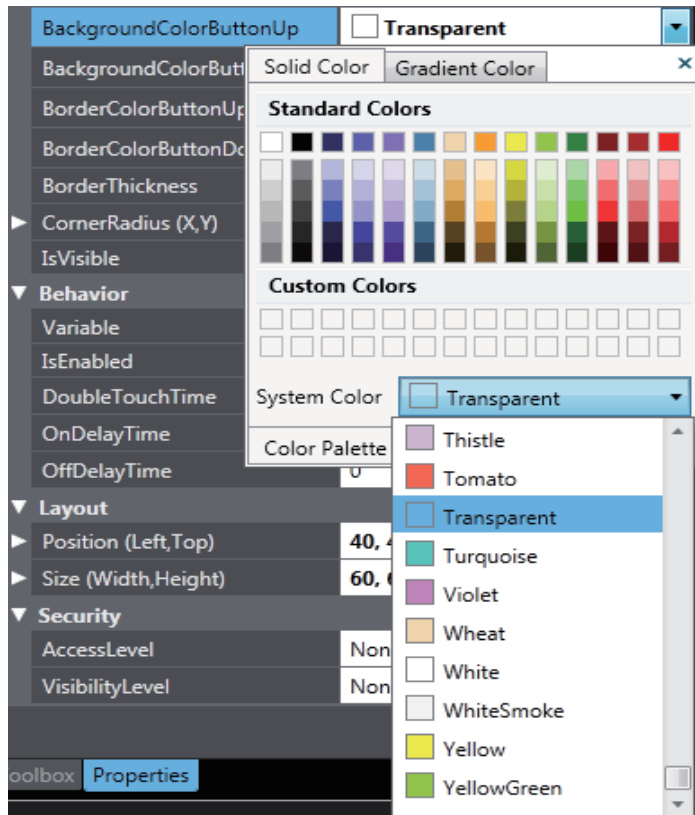 BackgroundColorButtonUp Transparent
BackgroundColorButt
Solid Color Gradient Color ×
BorderColorButtonUp
Standard Colors
BorderColorButtonDo
BorderThickness
CornerRadius (X,Y)
IsVisible
Custom Colors
Behavior
Variable
IsEnabled
DoubleTouchTime
System Color Transparent
OnDelayTime
Thistle
Color Palette
OffDelayTime 0
Tomato
Layout
Transparent
Position (Left,Top) 40, 4
Turquoise
Size (Width,Height) 60, 6
Violet
Security
Wheat
AccessLevel Non
White
VisibilityLevel Non
WhiteSmoke
Yellow
oolbox Properties
YellowGreen